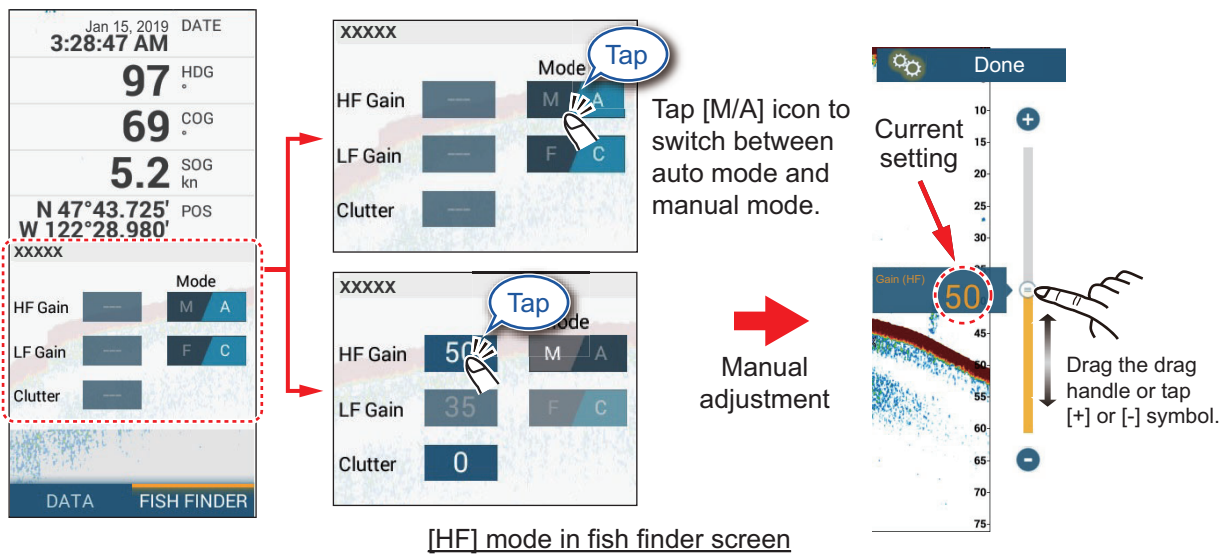 Jan 15, 2019 DATE
3:28:47 AM
97 HDG
°
69 COG
°
5.2 SOG
kn
N 47°43.725' POS
W 122°28.980'
XXXXX
Mode
HF Gain --- M A
LF Gain --- F C
Clutter ---
DATA FISH FINDER
XXXXX
Tap
Mode
HF Gain --- M A
LF Gain --- F C
Clutter ---
Tap [M/A] icon to
switch between
auto mode and
manual mode.
XXXXX
Tap
ode
HF Gain 50 M A
LF Gain 35 F C
Clutter 0
Manual
adjustment
Done
Current
setting
10
15
20
25
30
Gain (HF)
50
45
50
55
60
65
70
75
+
=
-
Drag the drag
handle or tap
[+] or [-] symbol.
[HF] mode in fish finder screen